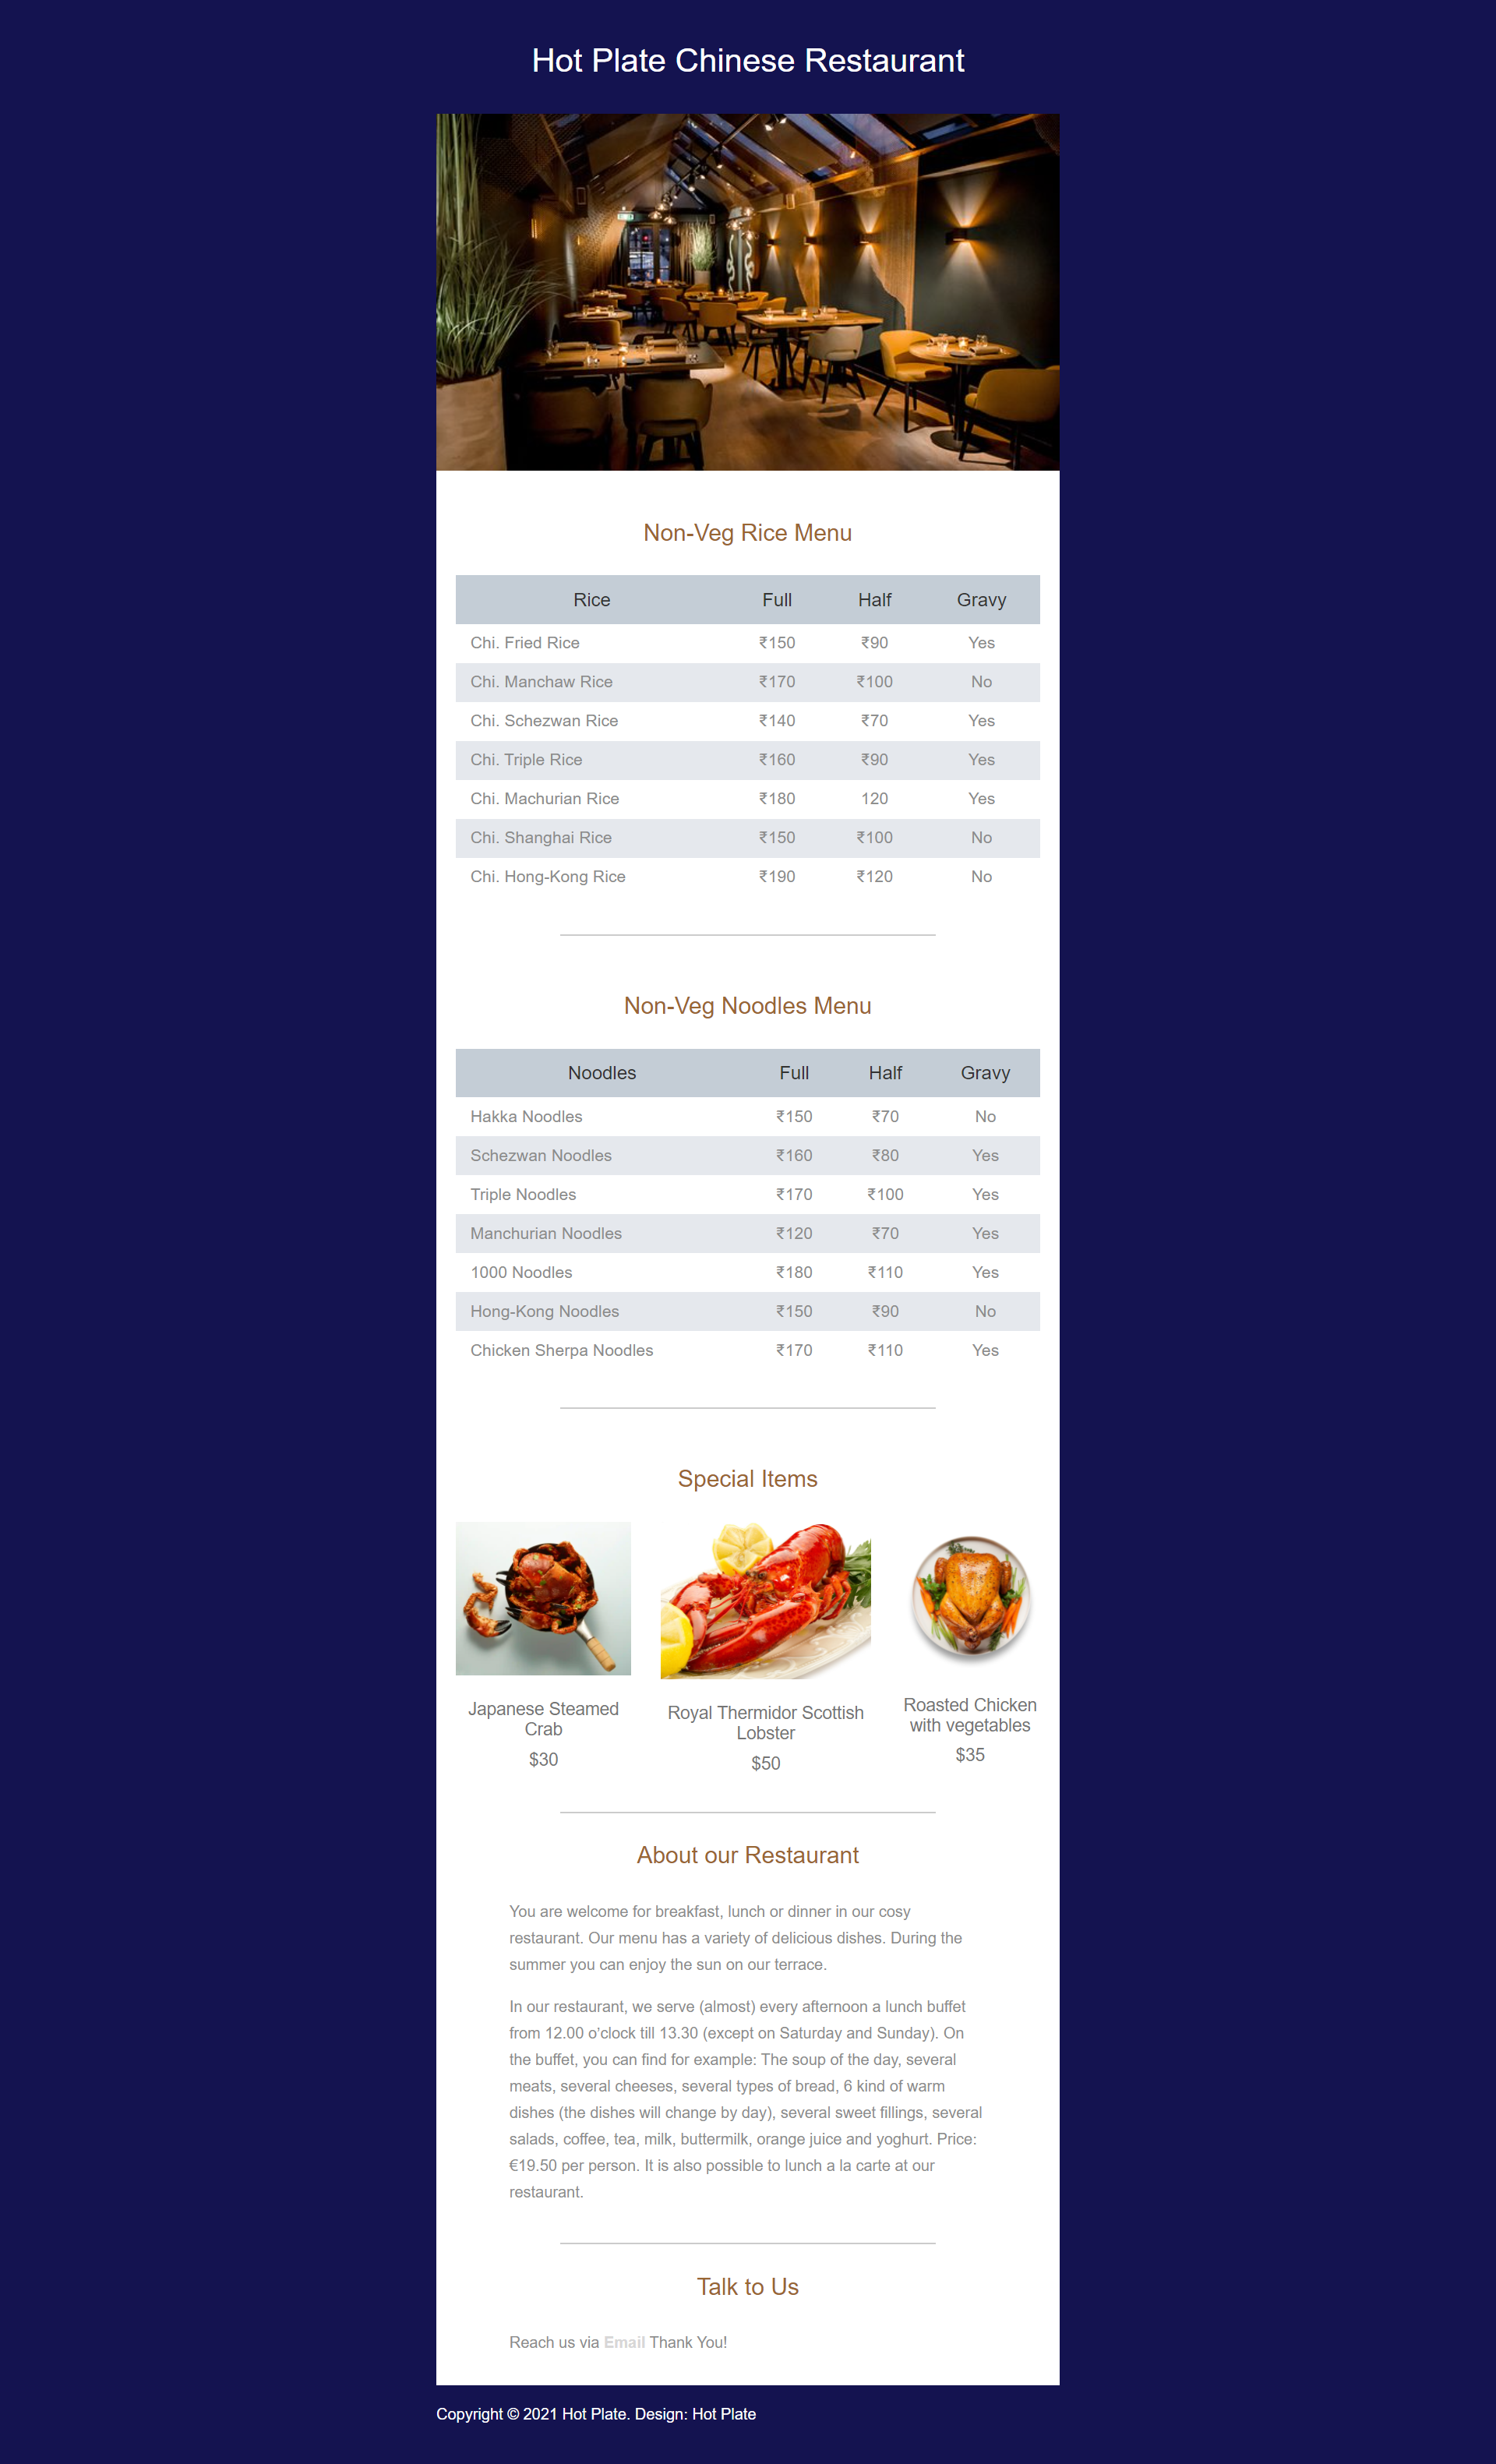 Hot Plate Chinese Restaurant
Non-Veg Rice Menu
Rice Full Half Gravy
Chi. Fried Rice ₹150 ₹90 Yes
Chi. Manchaw Rice ₹170 ₹100 No
Chi. Schezwan Rice ₹140 ₹70 Yes
Chi. Triple Rice ₹160 ₹90 Yes
Chi. Machurian Rice ₹180 120 Yes
Chi. Shanghai Rice ₹150 ₹100 No
Chi. Hong-Kong Rice ₹190 ₹120 No
Non-Veg Noodles Menu
Noodles Full Half Gravy
Hakka Noodles ₹150 ₹70 No
Schezwan Noodles ₹160 ₹80 Yes
Triple Noodles ₹170 ₹100 Yes
Manchurian Noodles ₹120 ₹70 Yes
1000 Noodles ₹180 ₹110 Yes
Hong-Kong Noodles ₹150 ₹90 No
Chicken Sherpa Noodles ₹170 ₹110 Yes
Special Items
Japanese Steamed
Crab
$30
Royal Thermidor Scottish
Lobster
$50
Roasted Chicken
with vegetables
$35
About our Restaurant
You are welcome for breakfast, lunch or dinner in our cosy
restaurant. Our menu has a variety of delicious dishes. During the
summer you can enjoy the sun on our terrace.
In our restaurant, we serve (almost) every afternoon a lunch buffet
from 12.00 o'clock till 13.30 (except on Saturday and Sunday). On
the buffet, you can find for example: The soup of the day, several
meats, several cheeses, several types of bread, 6 kind of warm
dishes (the dishes will change by day), several sweet fillings, several
salads, coffee, tea, milk, buttermilk, orange juice and yoghurt. Price:
€19.50 per person. It is also possible to lunch a la carte at our
restaurant.
Talk to Us
Reach us via Email Thank You!
Copyright © 2021 Hot Plate. Design: Hot Plate